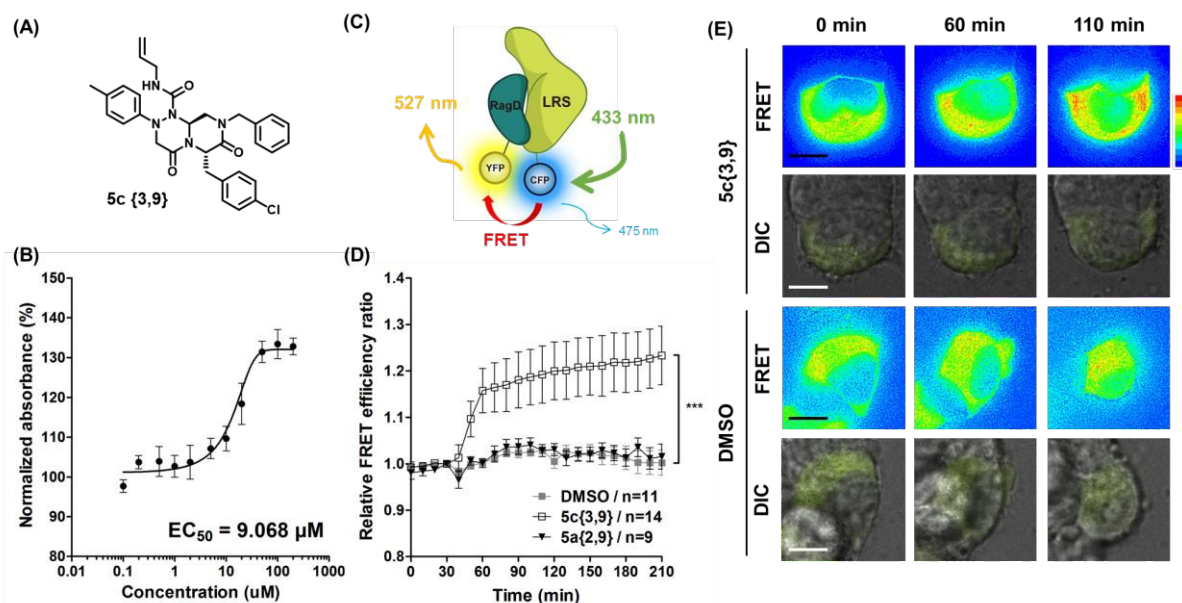 (A)
HN
O
N
N
N
N
O
O
Cl
5c {3,9}
(C)
RagD
LRS
527 nm
433 nm
YFP
CFP
FRET
475 nm
(E)
0 min
60 min
110 min
5c{3,9}
FRET
DIC
DMSO
FRET
DIC
(B)
Normalized absorbance (%)
150
140
130
120
110
100
90
80
0.01
0.1
1
10
100
1000
Concentration (uM)
EC50 = 9.068 μM
(D)
Relative FRET effiiciency ratio
1.4
1.3
1.2
1.1
1.0
0.9
0.8
0
30
60
90
120
150
180
210
Time (min)
***
DMSO / n=11
5c{3,9} / n=14
5a{2,9} / n=9